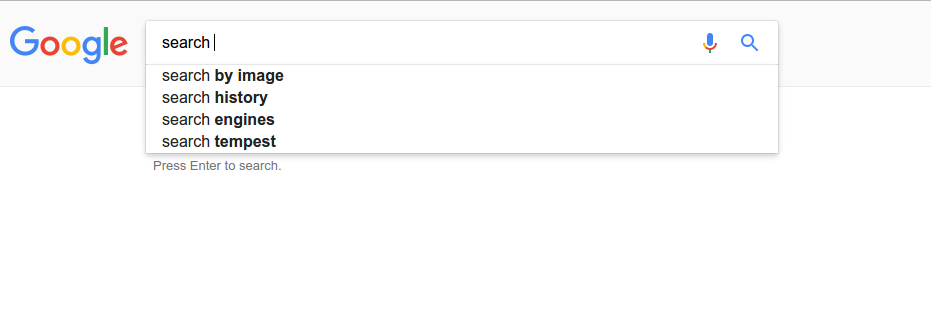 Google
search
search by image
search history
search engines
search tempest
Press Enter to search.